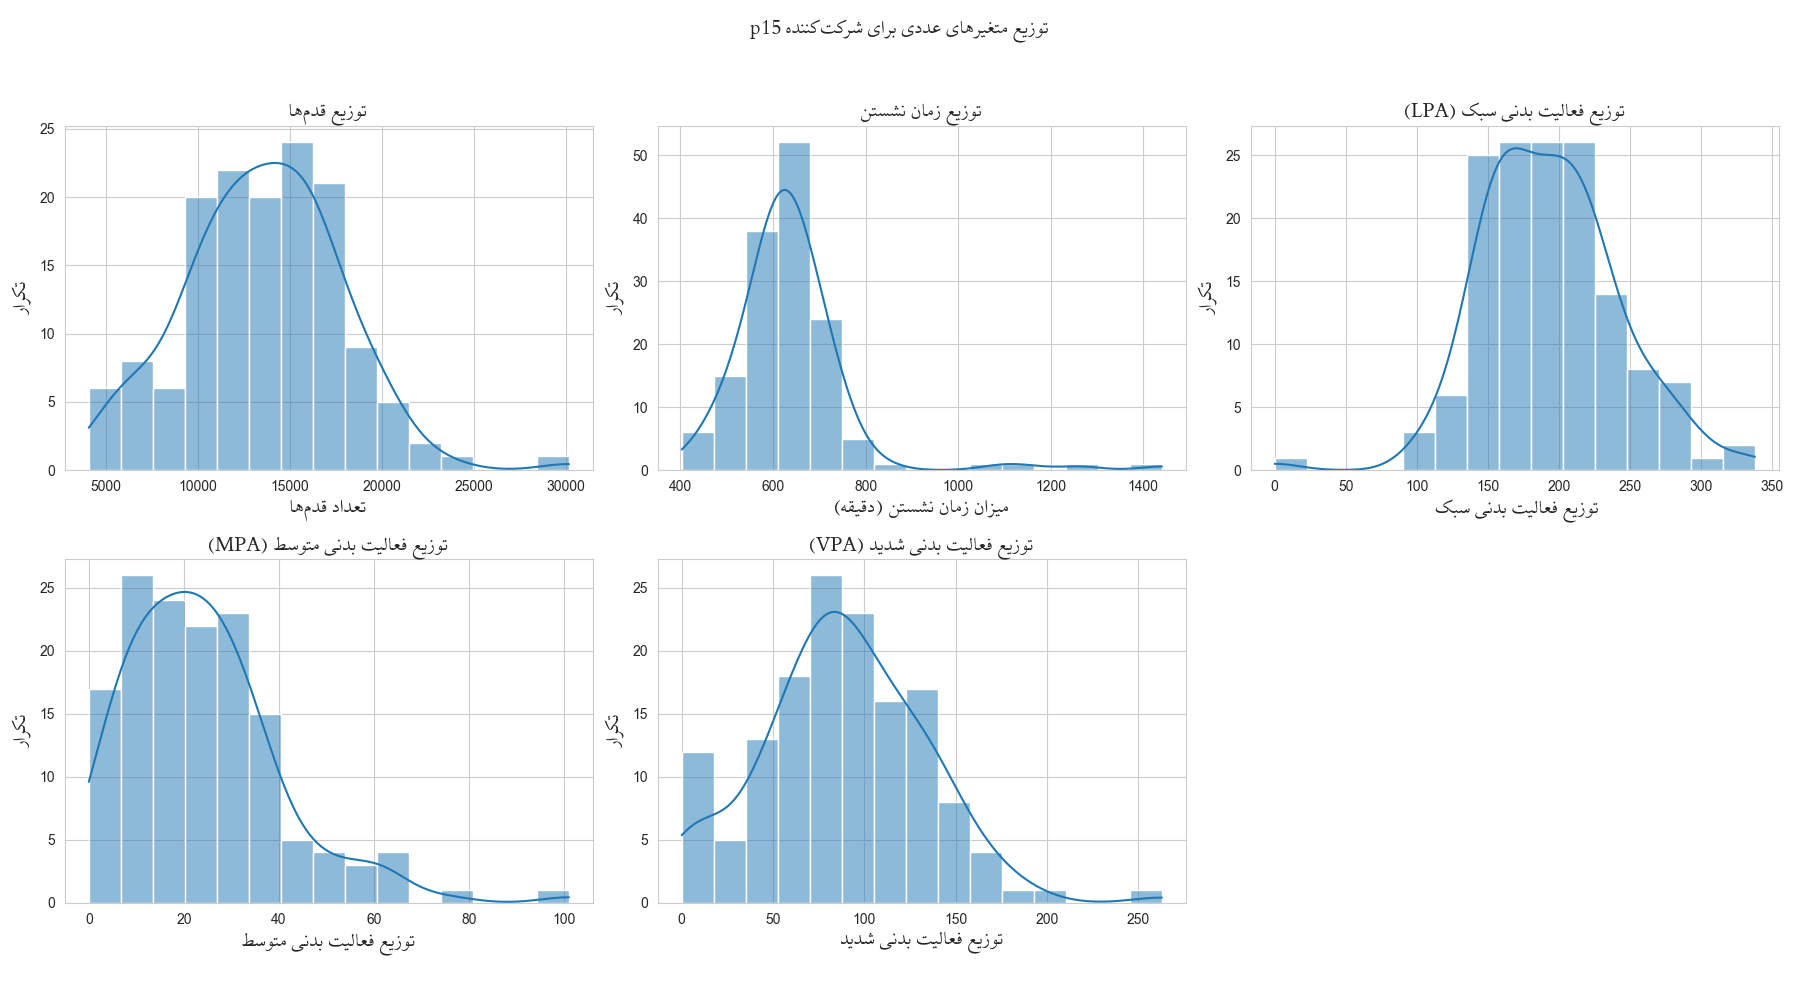 توزیع متغیرهای عددی برای شرکت‌کننده p15
توزیع قدم‌ها
25
20
15
10
5
0
تکرار
5000 10000 15000 20000 25000 30000
تعداد قدم‌ها
توزیع زمان نشستن
50
40
30
20
10
0
تکرار
400 600 800 1000 1200 1400
میزان زمان نشستن (دقیقه)
توزیع فعالیت بدنی سبک (LPA)
25
20
15
10
5
0
تکرار
0 50 100 150 200 250 300 350
توزیع فعالیت بدنی سبک
توزیع فعالیت بدنی متوسط (MPA)
25
20
15
10
5
0
تکرار
0 20 40 60 80 100
توزیع فعالیت بدنی متوسط
توزیع فعالیت بدنی شدید (VPA)
25
20
15
10
5
0
تکرار
0 50 100 150 200 250
توزیع فعالیت بدنی شدید